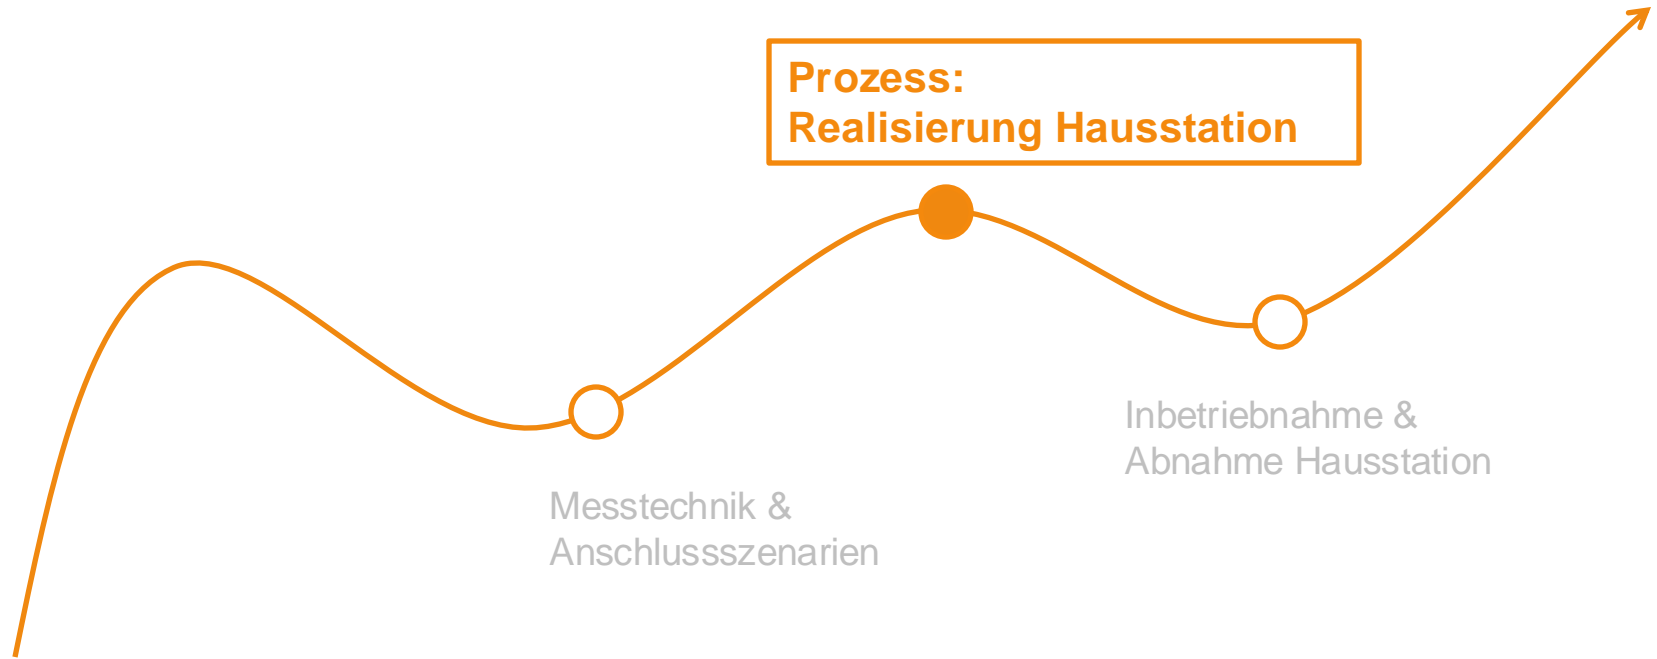 Prozess:
Realisierung Hausstation
Messtechnik &
Anschlussszenarien
Inbetriebnahme &
Abnahme Hausstation